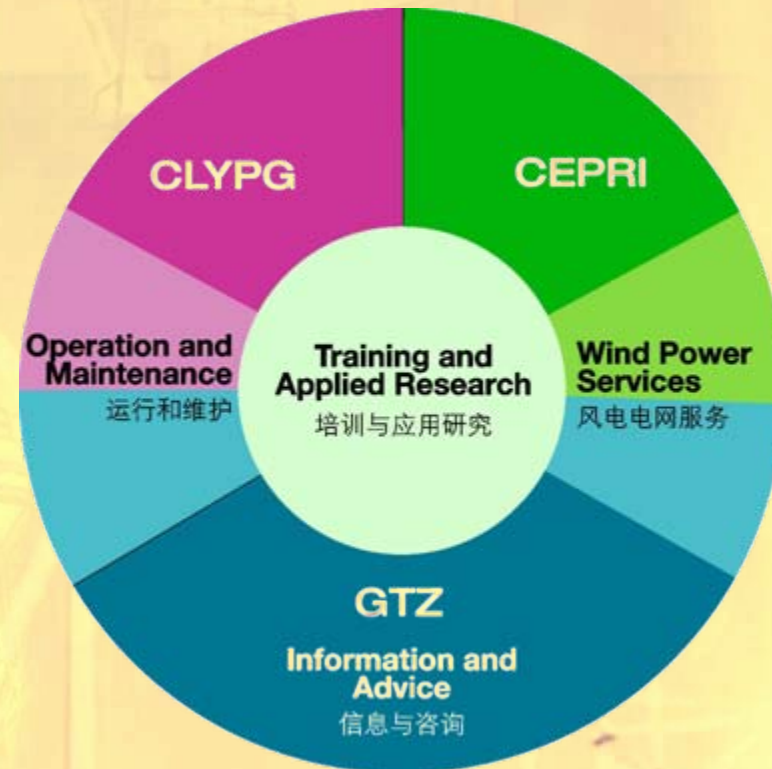 CLYPG
CEPRI
Operation and
Maintenance
运行和维护
Training and
Applied Research
培训与应用研究
Wind Power
Services
风电电网服务
GTZ
Information and
Advice
信息与咨询